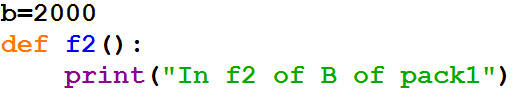 b=2000
def f2():
    print("In f2 of B of pack1")